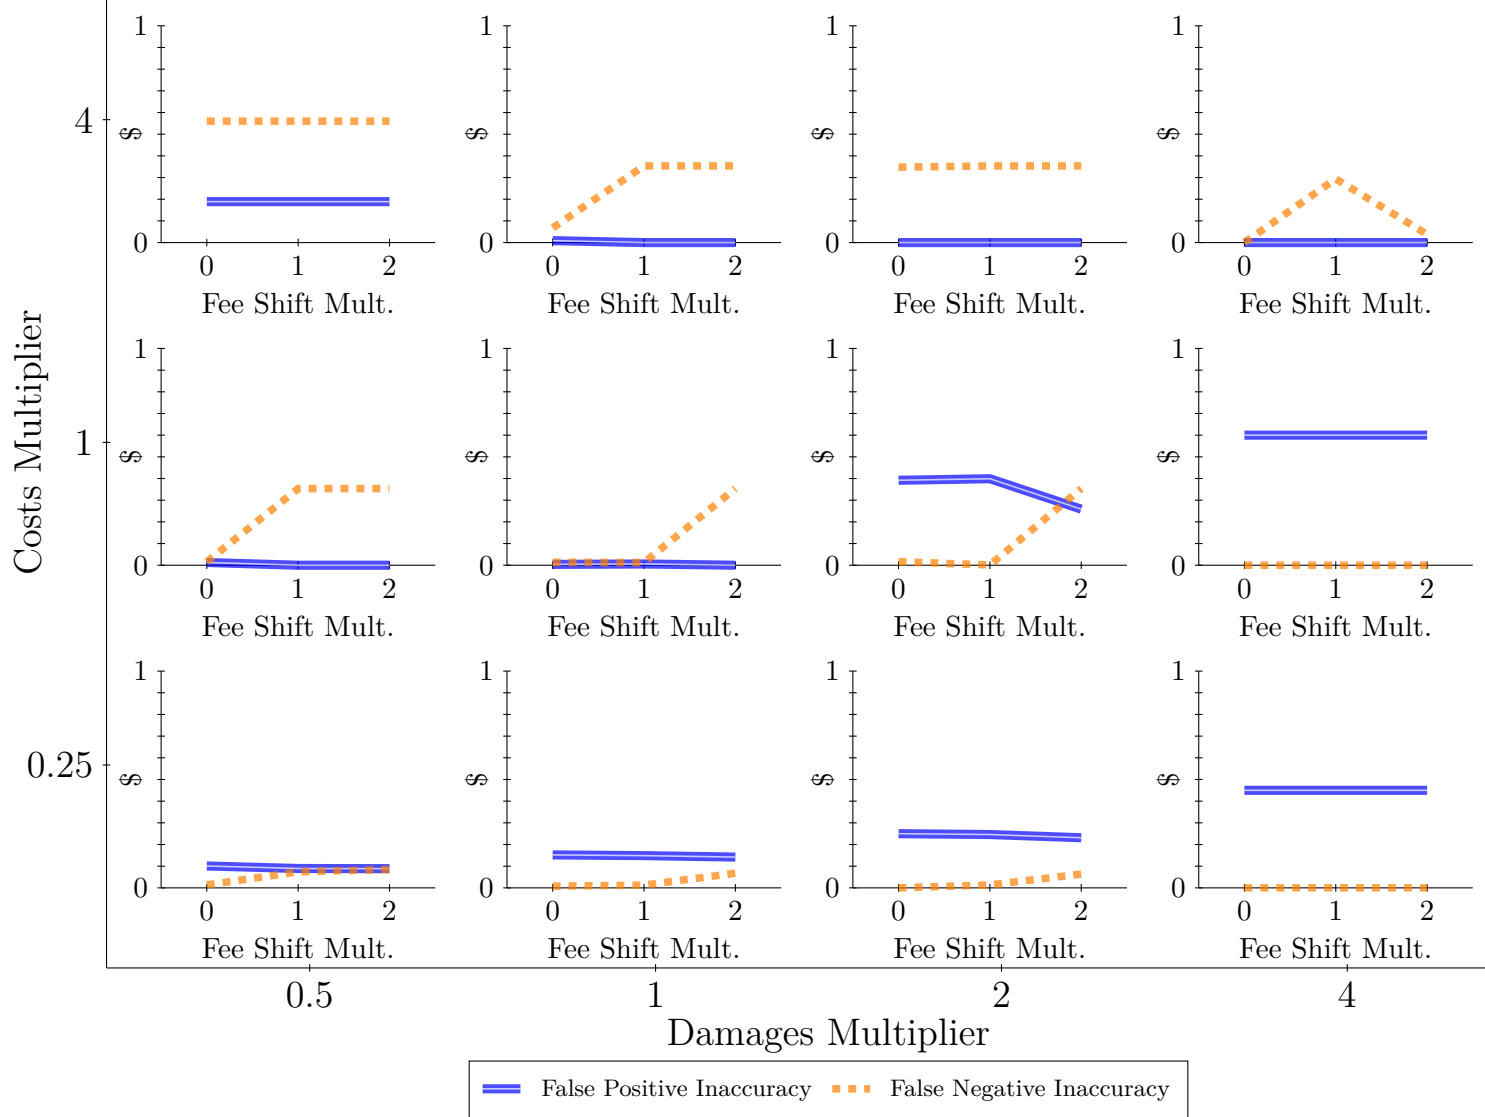 Costs Multiplier
4
1
0.25
1
$
0
0 1 2
Fee Shift Mult.
1
$
0
0 1 2
Fee Shift Mult.
1
$
0
0 1 2
Fee Shift Mult.
1
$
0
0 1 2
Fee Shift Mult.
1
$
0
0 1 2
Fee Shift Mult.
1
$
0
0 1 2
Fee Shift Mult.
1
$
0
0 1 2
Fee Shift Mult.
1
$
0
0 1 2
Fee Shift Mult.
1
$
0
0 1 2
Fee Shift Mult.
1
$
0
0 1 2
Fee Shift Mult.
1
$
0
0 1 2
Fee Shift Mult.
1
$
0
0 1 2
Fee Shift Mult.
0.5 1 2 4
Damages Multiplier
False Positive Inaccuracy False Negative Inaccuracy